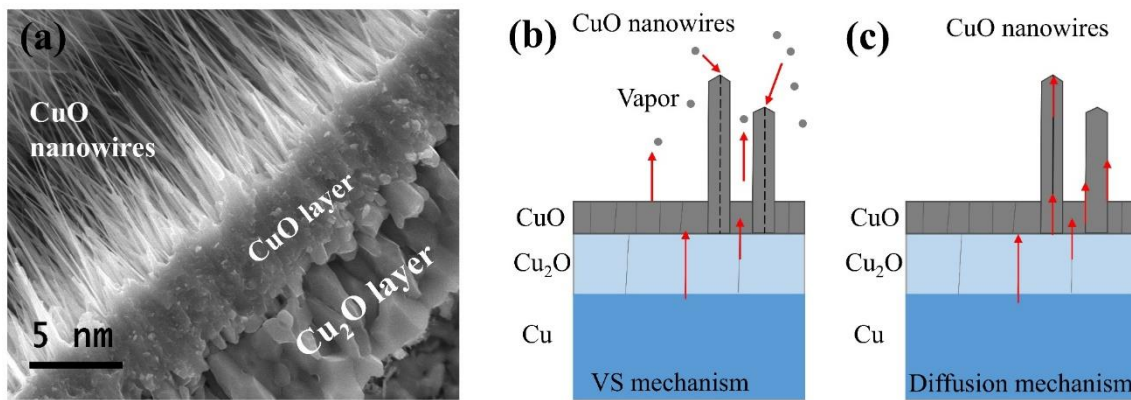 (a)
CuO
nanowires
CuO layer
Cu₂O layer
5 nm
(b)
CuO nanowires
Vapor
CuO
Cu₂O
Cu
VS mechanism
(c)
CuO nanowires
CuO
Cu₂O
Cu
Diffusion mechanism